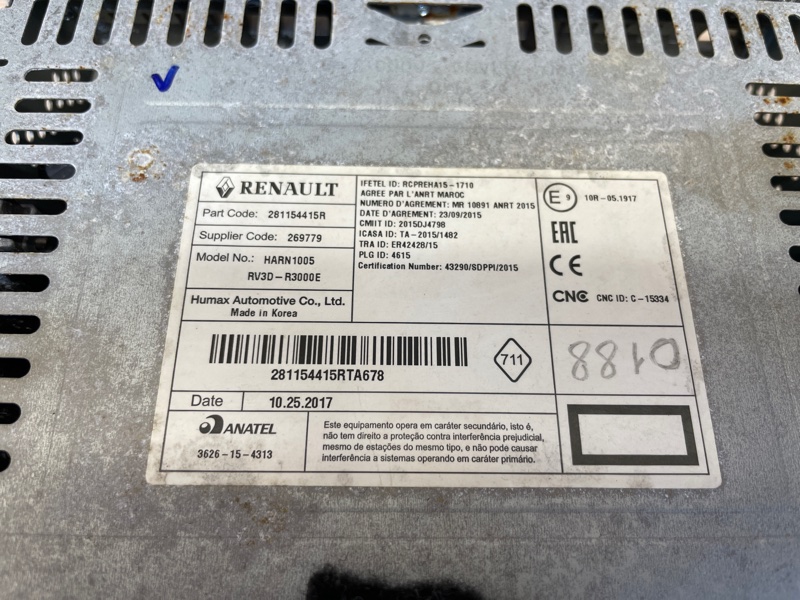 RENAULT
Part Code: 281154415R
Supplier Code: 269779
Model No.: HARN1005
RV3D-R3000E
Humax Automotive Co., Ltd.
Made in Korea
IFETEL ID: RCPREHA15-1710
AGREE PAR L'ANRT MAROC
NUMERO D'AGREMENT: MR 10891 ANRT 2015
DATE D'AGREMENT: 23/09/2015
CMIIT ID: 2015DJ4798
ICASA ID: TA-2015/1482
TRA ID: ER42428/15
PLG ID: 4615
Certification Number: 43290/SDPPI/2015
E 9 10R-05.1917
EAC
CE
CNC CNC ID: C-15334
281154415RTA678
711
0188
Date 10.25.2017
ANATEL
3626-15-4313
Este equipamento opera em caráter secundário, isto é,
não tem direito a proteção contra interferência prejudicial,
mesmo de estações do mesmo tipo, e não pode causar
interferência a sistemas operando em caráter primário.